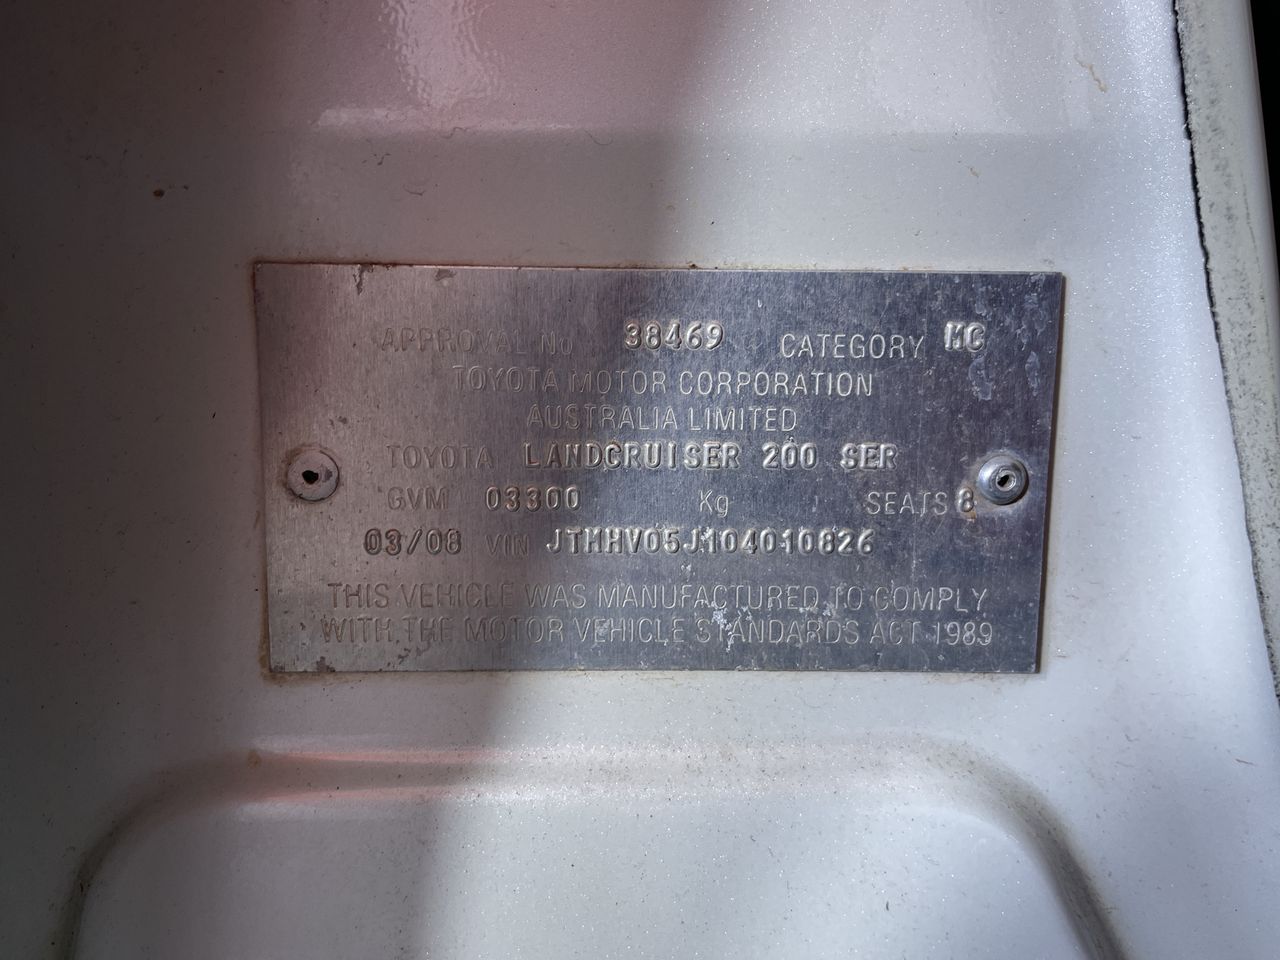 APPROVAL No 38469 CATEGORY MC
TOYOTA MOTOR CORPORATION
AUSTRALIA LIMITED
TOYOTA LANDCRUISER 200 SER
GVM 03300 Kg SEATS 8
03/08 VIN JTMHV05J104010826
THIS VEHICLE WAS MANUFACTURED TO COMPLY
WITH THE MOTOR VEHICLE STANDARDS ACT 1989